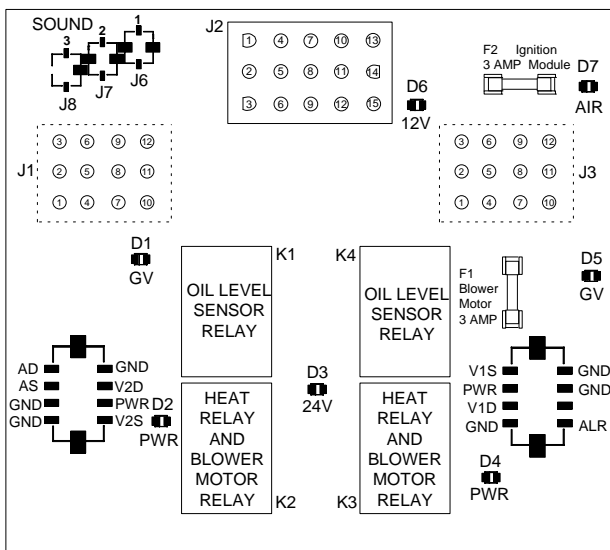 SOUND
3
2
1
J8
J7
J6
J2
1 4 7 10 13
2 5 8 11 14
3 6 9 12 15
D6
12V
F2 Ignition
3 AMP Module
D7
AIR
J1
3 6 9 12
2 5 8 11
1 4 7 10
J3
3 6 9 12
2 5 8 11
1 4 7 10
D1
GV
K1
OIL LEVEL
SENSOR
RELAY
K4
OIL LEVEL
SENSOR
RELAY
F1
Blower
Motor
3 AMP
D5
GV
AD
AS
GND
GND
GND
V2D
PWR
V2S
D2
PWR
HEAT
RELAY
AND
BLOWER
MOTOR
RELAY
K2
D3
24V
HEAT
RELAY
AND
BLOWER
MOTOR
RELAY
K3
V1S
PWR
V1D
GND
GND
GND
ALR
D4
PWR